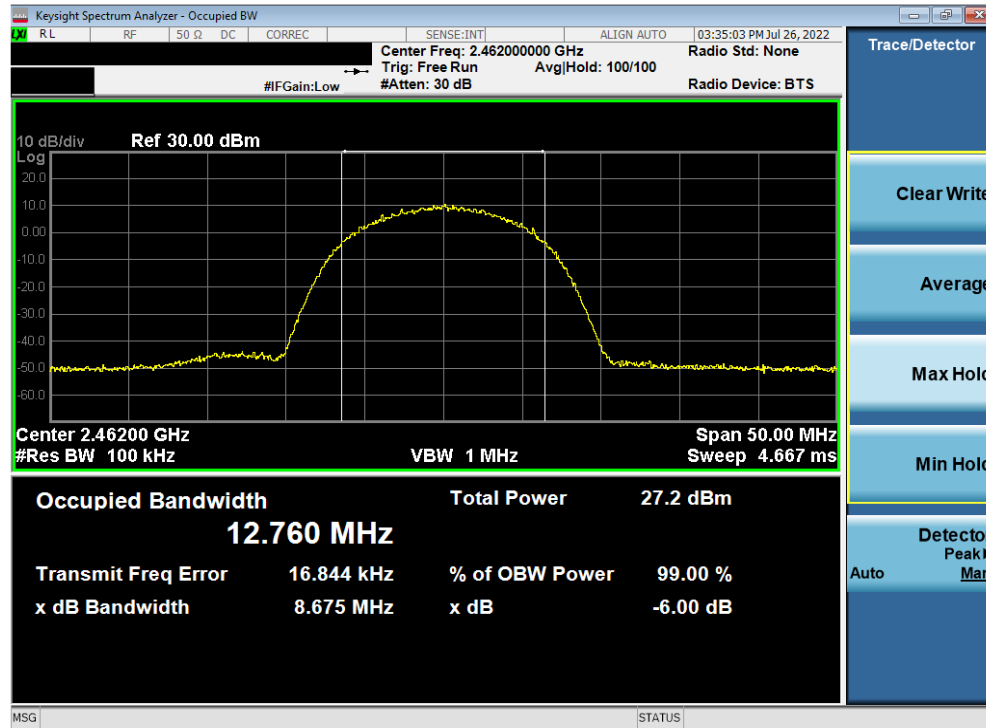 Keysight Spectrum Analyzer - Occupied BW
LXI RL RF 50 Ω DC CORREC SENSE:INT ALIGN AUTO 03:35:03 PM Jul 26, 2022
Center Freq: 2.462000000 GHz Radio Std: None
Trig: Free Run Avg|Hold: 100/100
#IFGain:Low #Atten: 30 dB Radio Device: BTS
10 dB/div Ref 30.00 dBm
Log
20.0
10.0
0.00
-10.0
-20.0
-30.0
-40.0
-50.0
-60.0
Center 2.46200 GHz Span 50.00 MHz
#Res BW 100 kHz VBW 1 MHz Sweep 4.667 ms
Occupied Bandwidth Total Power 27.2 dBm
12.760 MHz
Transmit Freq Error 16.844 kHz % of OBW Power 99.00 %
x dB Bandwidth 8.675 MHz x dB -6.00 dB
Trace/Detector
Clear Write
Average
Max Hold
Min Hold
Detecto
Peak
Auto Man
MSG STATUS